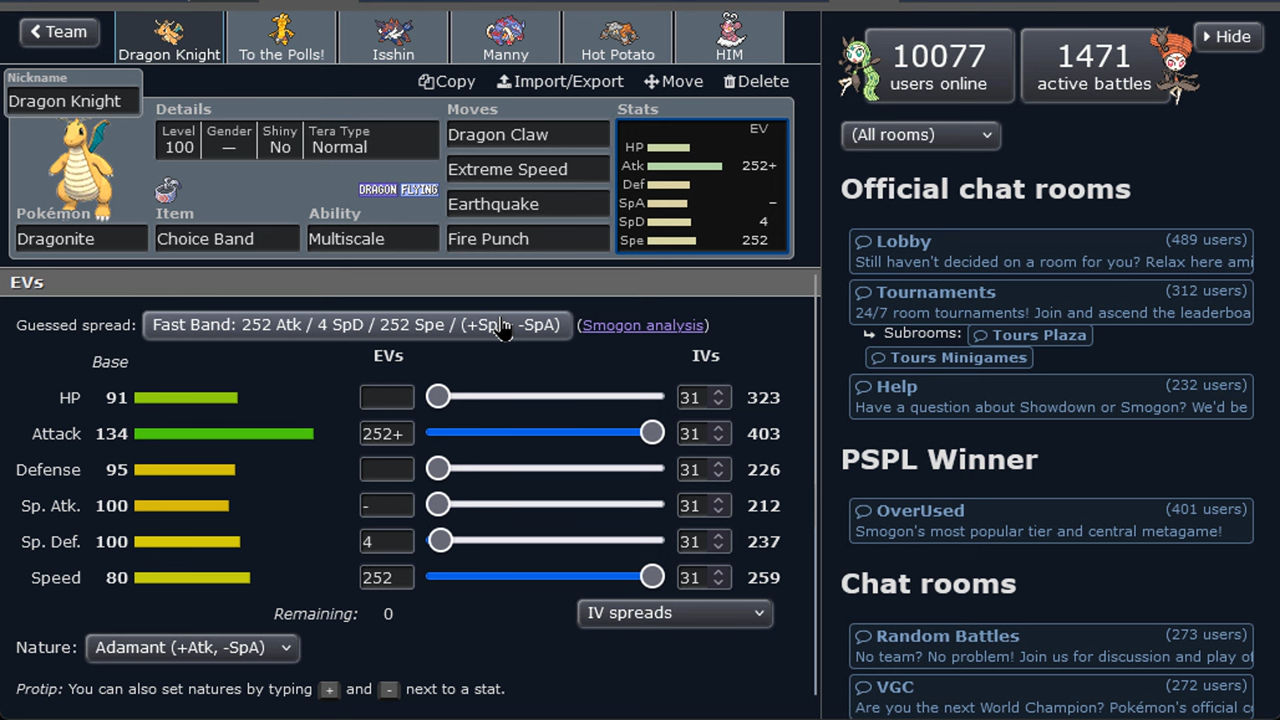 Team
Dragon Knight
To the Polls!
Isshin
Manny
Hot Potato
HIM
Copy
Import/Export
Move
Delete
Nickname
Dragon Knight
Details
Level
100
Gender
—
Shiny
No
Tera Type
Normal
DRAGON FLYING
Pokémon
Dragonite
Item
Choice Band
Ability
Multiscale
Moves
Dragon Claw
Extreme Speed
Earthquake
Fire Punch
Stats
EV
HP
Atk 252+
Def
SpA –
SpD 4
Spe 252
EVs
Guessed spread: Fast Band: 252 Atk / 4 SpD / 252 Spe / -SpA) (Smogon analysis)
Base EVs IVs
HP 91 31 323
Attack 134 252+ 31 403
Defense 95 31 226
Sp. Atk. 100 - 31 212
Sp. Def. 100 4 31 237
Speed 80 252 31 259
Remaining: 0
IV spreads
Nature: Adamant (+Atk, -SpA)
Protip: You can also set natures by typing + and - next to a stat.
10077
users online
1471
active battles
Hide
(All rooms)
Official chat rooms
Lobby (489 users)
Still haven't decided on a room for you? Relax here ami
Tournaments (312 users)
24/7 room tournaments! Join and ascend the leaderboa
↳ Subrooms: Tours Plaza
Tours Minigames
Help (232 users)
Have a question about Showdown or Smogon? We'd be
PSPL Winner
OverUsed (401 users)
Smogon's most popular tier and central metagame!
Chat rooms
Random Battles (273 users)
No team? No problem! Join us for discussion and play of
VGC (272 users)
Are you the next World Champion? Pokémon's official c